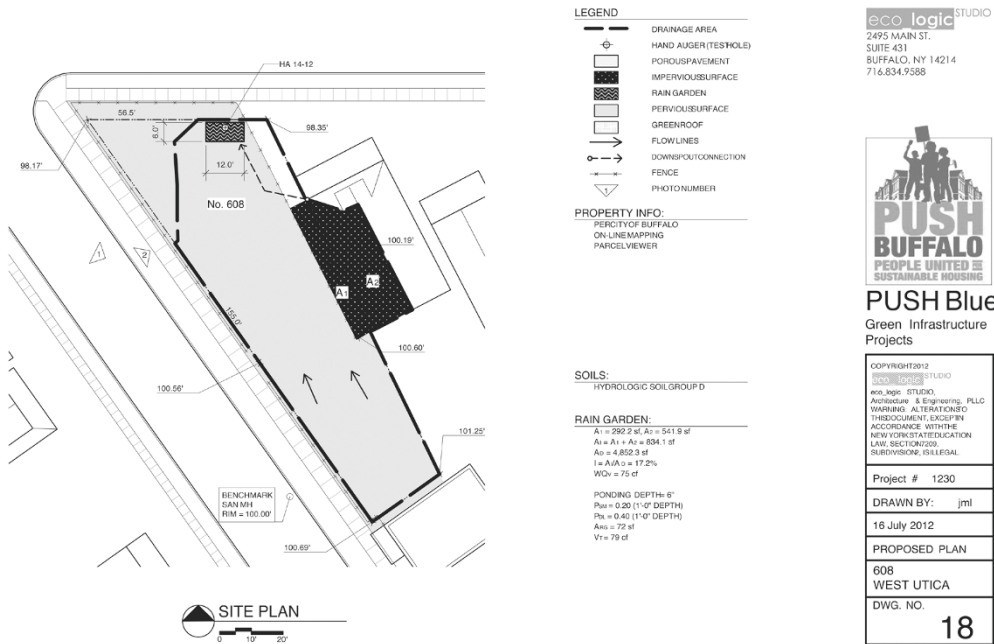 HA 14-12
56.5'
6.0'
98.35'
98.17'
12.0'
No. 608
100.19'
A1
A2
1
2
155.0'
100.60'
100.56'
101.25'
BENCHMARK
SAN MH
RIM = 100.00'
100.69'
SITE PLAN
0 10' 20'
LEGEND
DRAINAGE AREA
HAND AUGER (TESTHOLE)
POROUSPAVEMENT
IMPERVIOUSSURFACE
RAIN GARDEN
PERVIOUSSURFACE
GREENROOF
FLOWLINES
DOWNSPOUTCONNECTION
FENCE
1 PHOTONUMBER
PROPERTY INFO:
PERCITYOF BUFFALO
ON-LINEMAPPING
PARCELVIEWER
SOILS:
HYDROLOGIC SOILGROUP D
RAIN GARDEN:
A1 = 292.2 sf, A2 = 541.9 sf
AI = A1 + A2 = 834.1 sf
AD = 4,852.3 sf
I = AI/AD = 17.2%
WQV = 75 cf
PONDING DEPTH= 6"
PSM = 0.20 (1'-0" DEPTH)
PDL = 0.40 (1'-0" DEPTH)
ARG = 72 sf
VT = 79 cf
eco_logic STUDIO
2495 MAIN ST.
SUITE 431
BUFFALO, NY 14214
716.834.9588
PUSH
BUFFALO
PEOPLE UNITED FOR
SUSTAINABLE HOUSING
PUSH Blue
Green Infrastructure
Projects
COPYRIGHT2012
eco_logic STUDIO
eco_logic STUDIO,
Architecture & Engineering, PLLC
WARNING: ALTERATIONSTO
THISDOCUMENT, EXCEPTIN
ACCORDANCE WITHTHE
NEW YORKSTATEEDUCATION
LAW, SECTION7209,
SUBDIVISION2, ISILLEGAL.
Project # 1230
DRAWN BY: jml
16 July 2012
PROPOSED PLAN
608
WEST UTICA
DWG. NO.
18